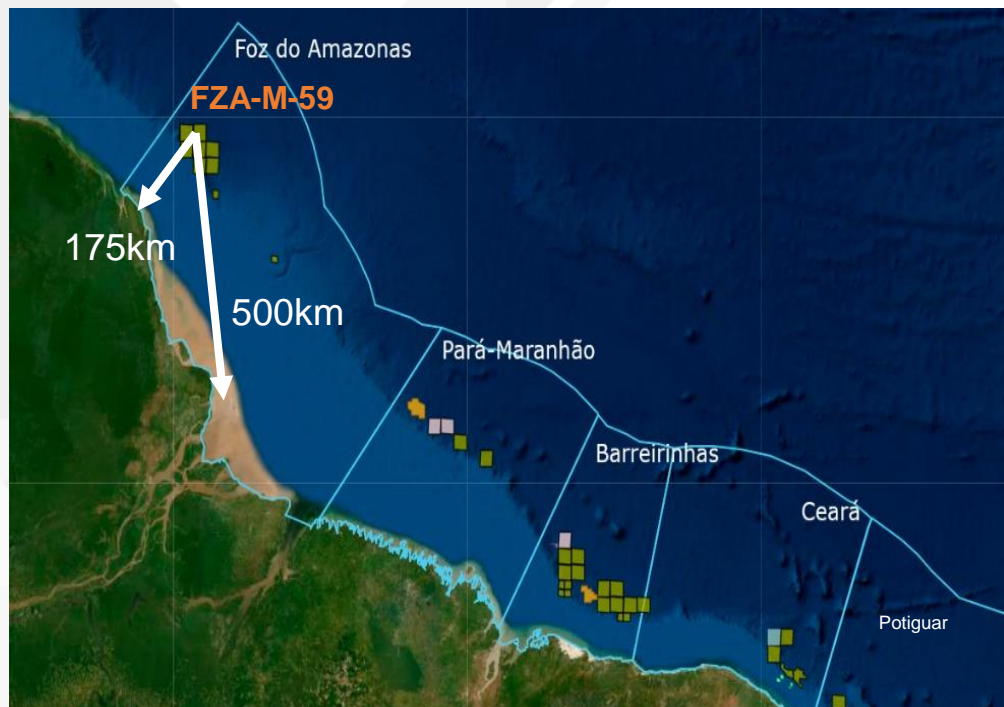 Foz do Amazonas
FZA-M-59
175km
500km
Pará-Maranhão
Barreirinhas
Ceará
Potiguar